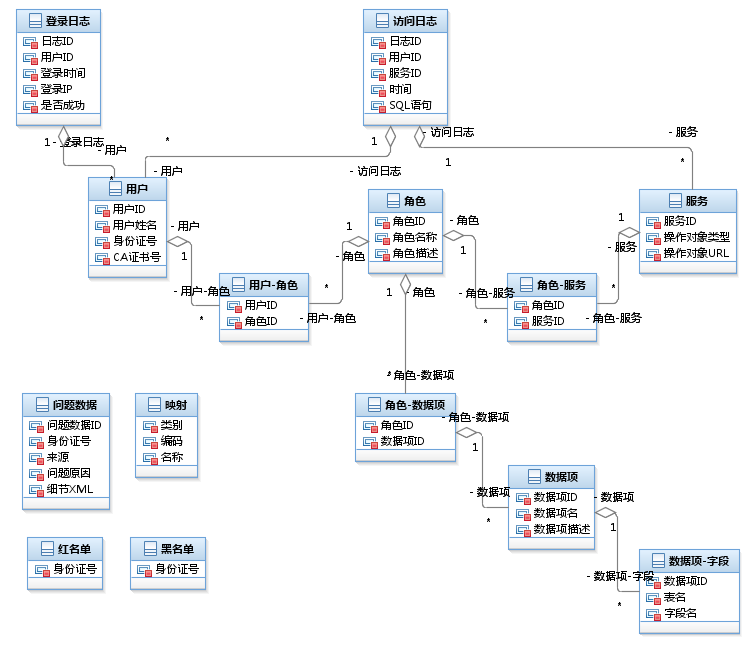 登录日志
日志ID
用户ID
登录时间
登录IP
是否成功
访问日志
日志ID
用户ID
服务ID
时间
SQL语句
1
- 登录日志
- 用户
*
*
- 用户
1
- 访问日志
- 访问日志
1
- 服务
*
用户
用户ID
用户姓名
身份证号
CA证书号
- 用户
1
- 用户-角色
*
角色
角色ID
角色名称
角色描述
1
- 角色
*
- 用户-角色
- 角色
1
- 角色-服务
*
服务
服务ID
操作对象类型
操作对象URL
1
- 服务
*
- 角色-服务
用户-角色
用户ID
角色ID
角色-服务
角色ID
服务ID
1
- 角色
*
- 角色-数据项
问题数据
问题数据ID
身份证号
来源
问题原因
细节XML
映射
类别
编码
名称
角色-数据项
角色ID
数据项ID
- 角色-数据项
1
- 数据项
*
数据项
数据项ID
数据项名
数据项描述
- 数据项
1
- 数据项-字段
*
红名单
身份证号
黑名单
身份证号
数据项-字段
数据项ID
表名
字段名